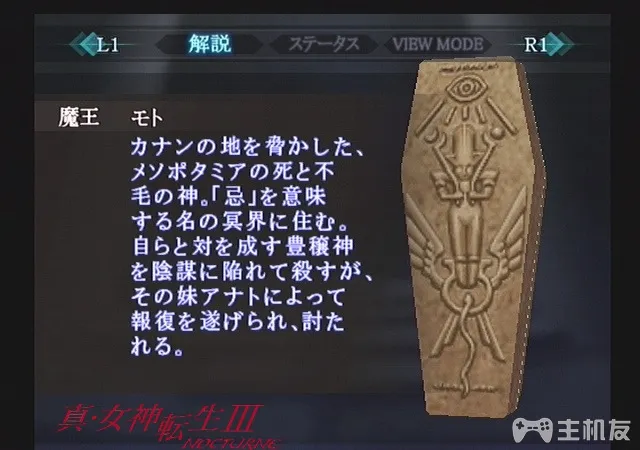 L1 解説 ステータス VIEW MODE R1
魔王 モト
カナンの地を脅かした、
メソポタミアの死と不
毛の神。「忌」を意味
する名の冥界に住む。
自らと対を成す豊穣神
を陰謀に陥れて殺すが、
その妹アナトによって
報復を遂げられ、討た
れる。
真・女神転生III
NOCTURNE
主机友